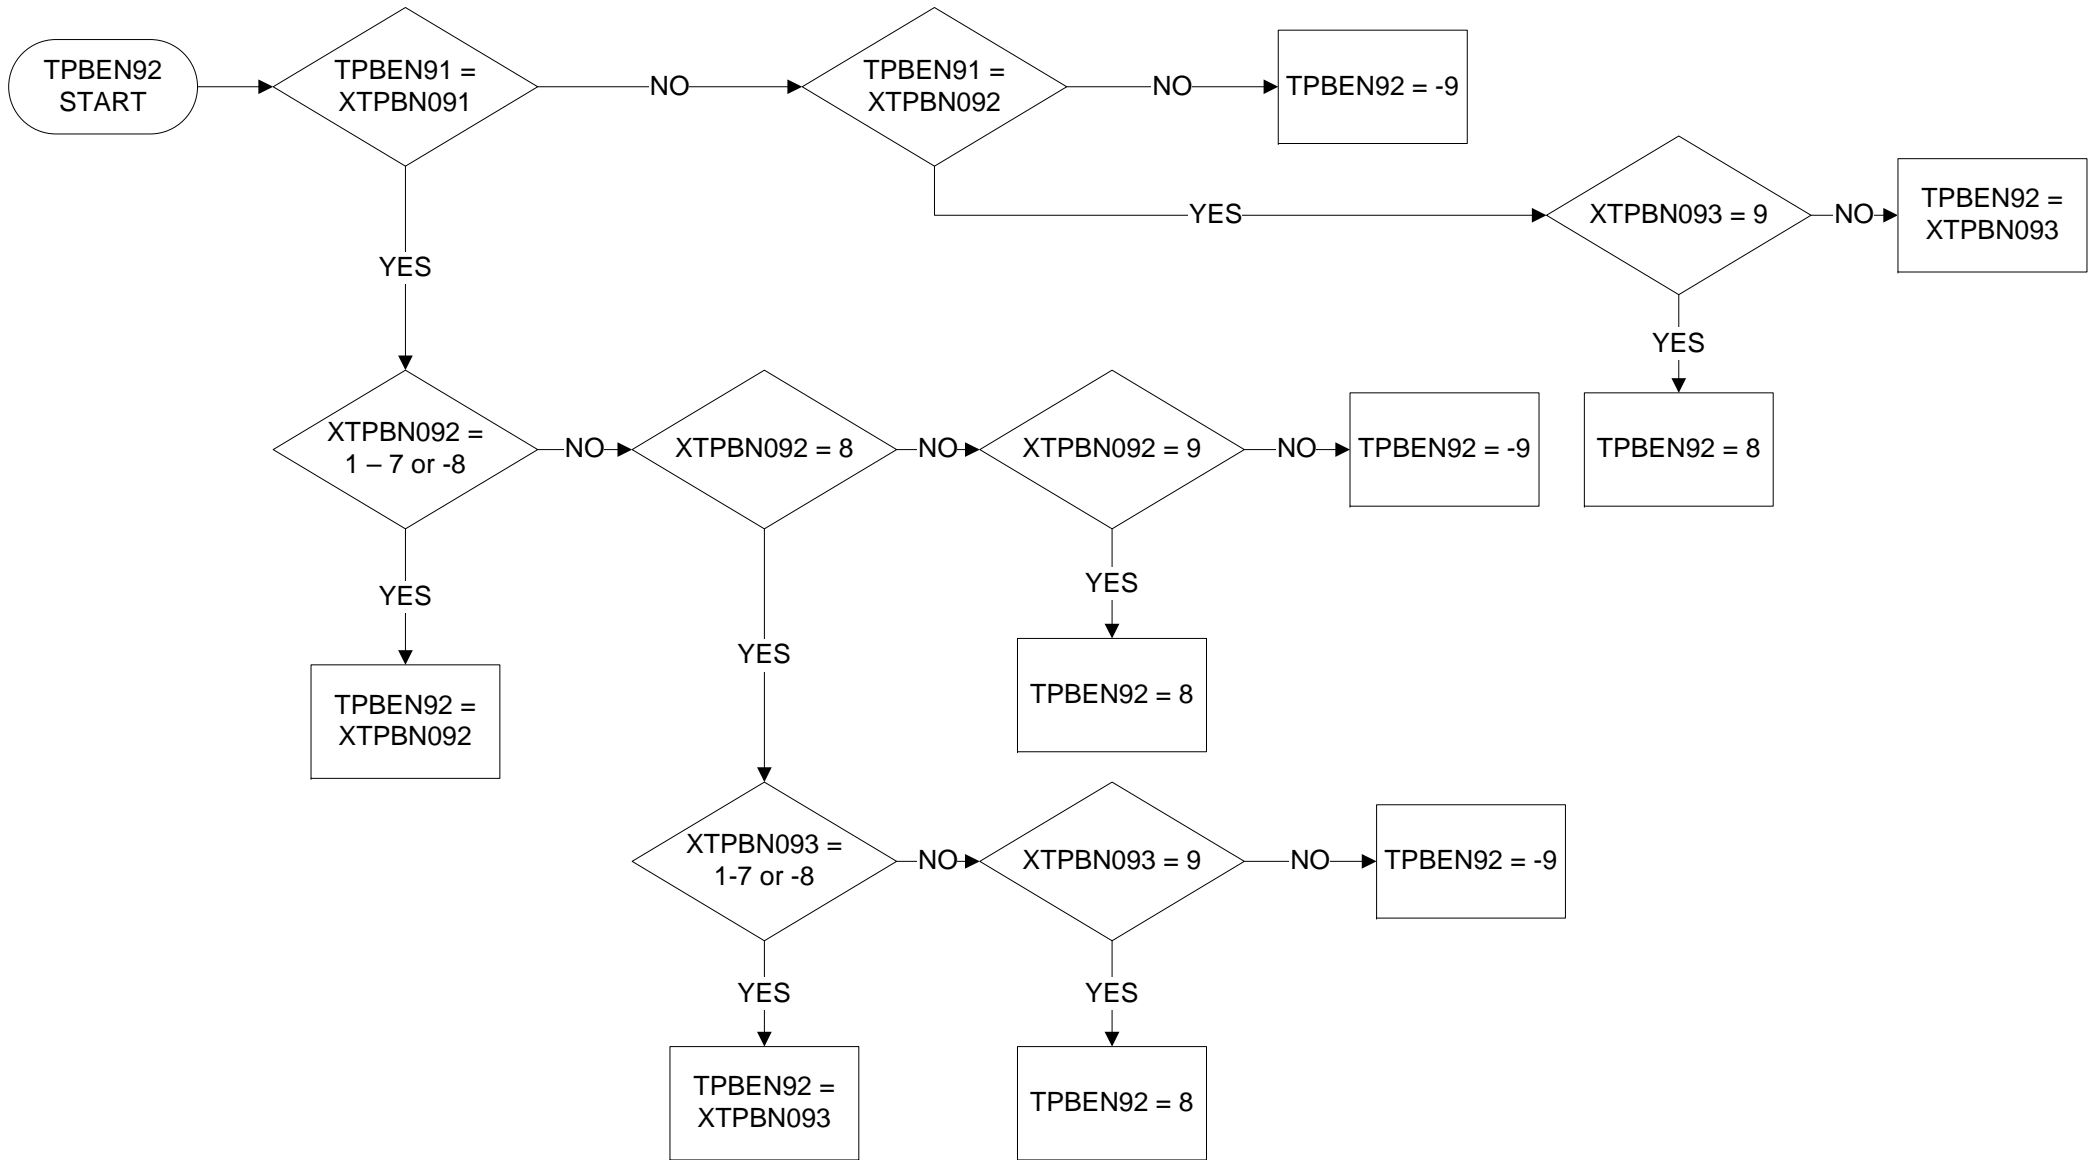 TPBEN92
START
TPBEN91 =
XTPBN091
NO
TPBEN91 =
XTPBN092
NO
TPBEN92 = -9
YES
XTPBN093 = 9
NO
TPBEN92 =
XTPBN093
YES
TPBEN92 = 8
YES
XTPBN092 =
1 – 7 or -8
NO
XTPBN092 = 8
NO
XTPBN092 = 9
NO
TPBEN92 = -9
YES
TPBEN92 =
XTPBN092
YES
YES
TPBEN92 = 8
XTPBN093 =
1-7 or -8
NO
XTPBN093 = 9
NO
TPBEN92 = -9
YES
TPBEN92 =
XTPBN093
YES
TPBEN92 = 8